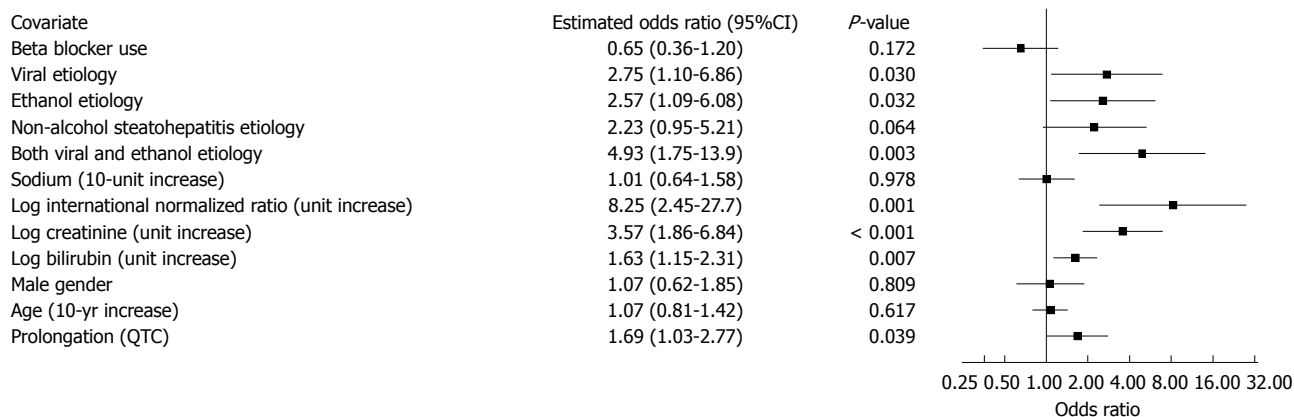 Covariate Estimated odds ratio (95%CI) P-value
Beta blocker use 0.65 (0.36-1.20) 0.172
Viral etiology 2.75 (1.10-6.86) 0.030
Ethanol etiology 2.57 (1.09-6.08) 0.032
Non-alcohol steatohepatitis etiology 2.23 (0.95-5.21) 0.064
Both viral and ethanol etiology 4.93 (1.75-13.9) 0.003
Sodium (10-unit increase) 1.01 (0.64-1.58) 0.978
Log international normalized ratio (unit increase) 8.25 (2.45-27.7) 0.001
Log creatinine (unit increase) 3.57 (1.86-6.84) < 0.001
Log bilirubin (unit increase) 1.63 (1.15-2.31) 0.007
Male gender 1.07 (0.62-1.85) 0.809
Age (10-yr increase) 1.07 (0.81-1.42) 0.617
Prolongation (QTC) 1.69 (1.03-2.77) 0.039
0.25 0.50 1.00 2.00 4.00 8.00 16.00 32.00
Odds ratio